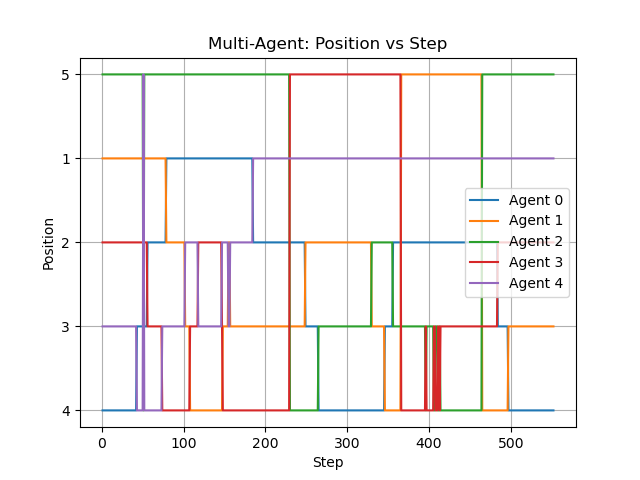 Multi-Agent: Position vs Step
Position
5
1
2
3
4
Agent 0
Agent 1
Agent 2
Agent 3
Agent 4
0
100
200
300
400
500
Step